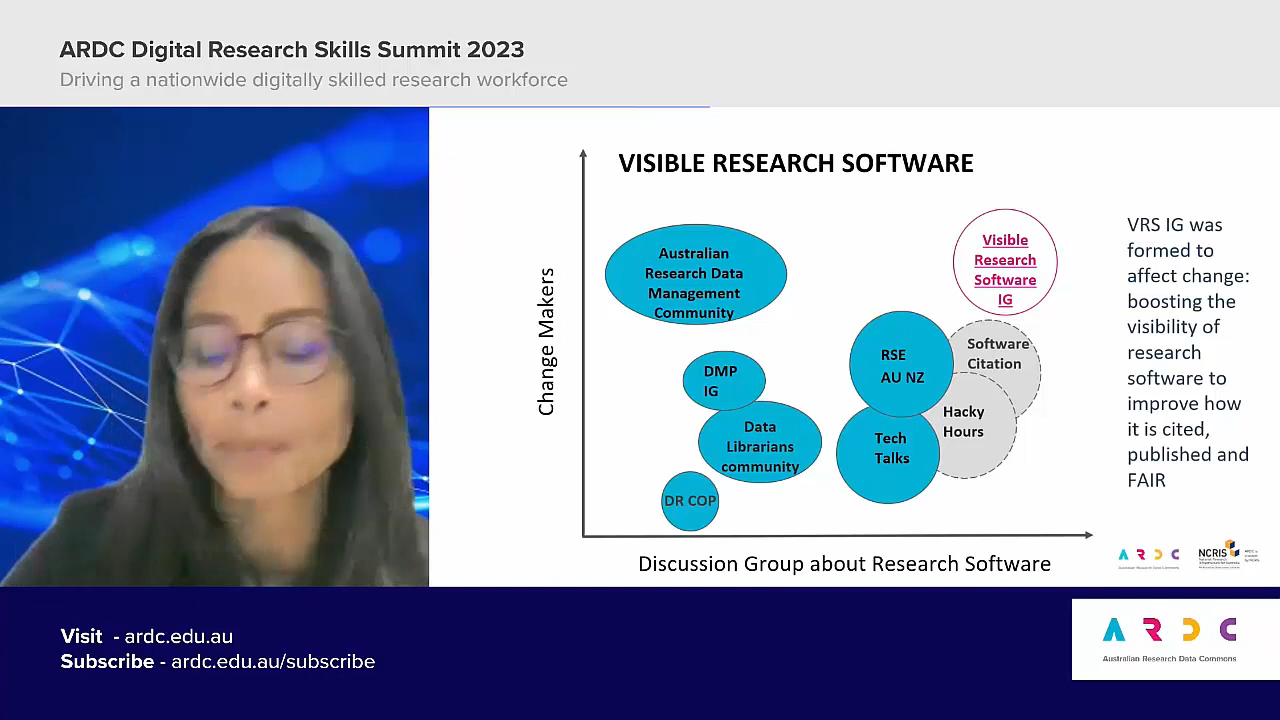 ARDC Digital Research Skills Summit 2023
Driving a nationwide digitally skilled research workforce
VISIBLE RESEARCH SOFTWARE
Change Makers
Australian
Research Data
Management
Community
Visible
Research
Software
IG
RSE
AU NZ
Software
Citation
DMP
IG
Hacky
Hours
Data
Librarians
community
Tech
Talks
DR COP
Discussion Group about Research Software
VRS IG was
formed to
affect change:
boosting the
visibility of
research
software to
improve how
it is cited,
published and
FAIR
ARDC
NCRIS
Visit - ardc.edu.au
Subscribe - ardc.edu.au/subscribe
ARDC
Australian Research Data Commons